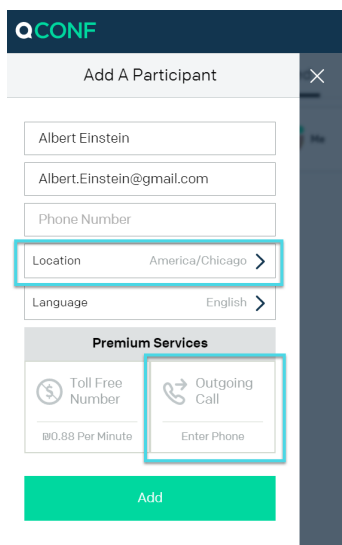 QCONF
Add A Participant
Albert Einstein
Albert.Einstein@gmail.com
Phone Number
Location America/Chicago
Language English
Premium Services
Toll Free
Number
₪0.88 Per Minute
Outgoing
Call
Enter Phone
Add